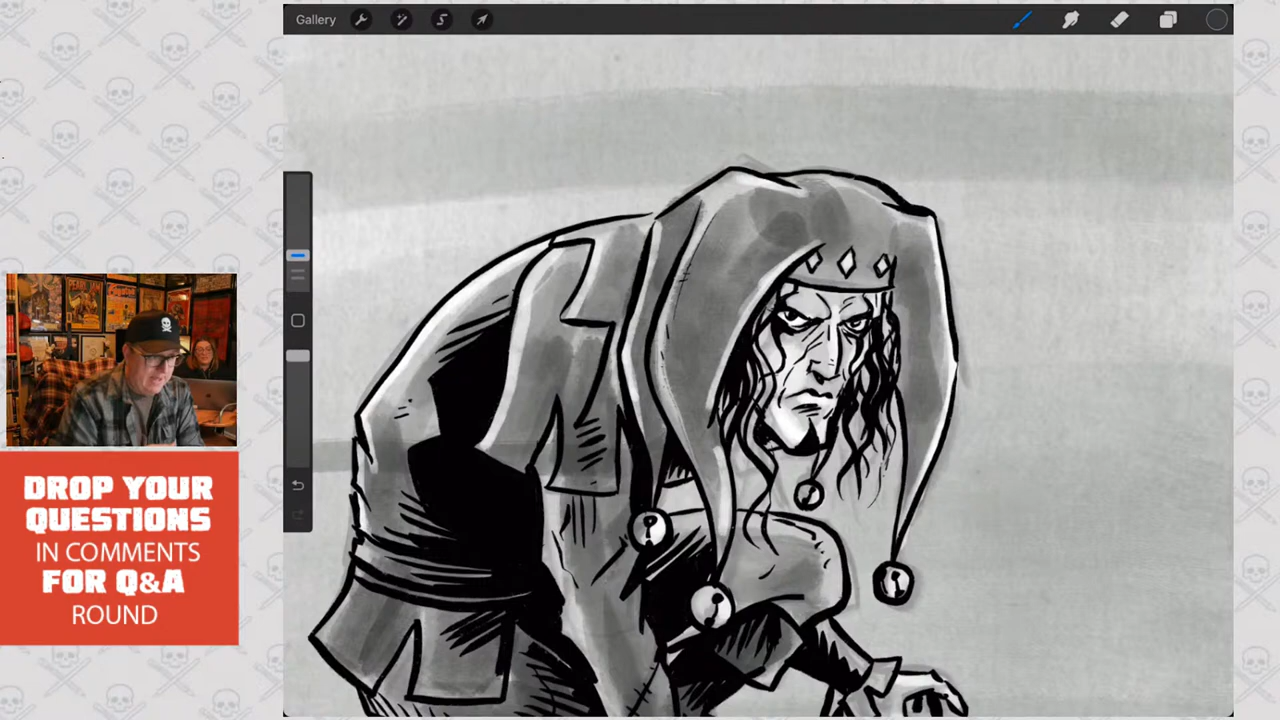 Gallery
DROP YOUR
QUESTIONS
IN COMMENTS
FOR Q&A
ROUND